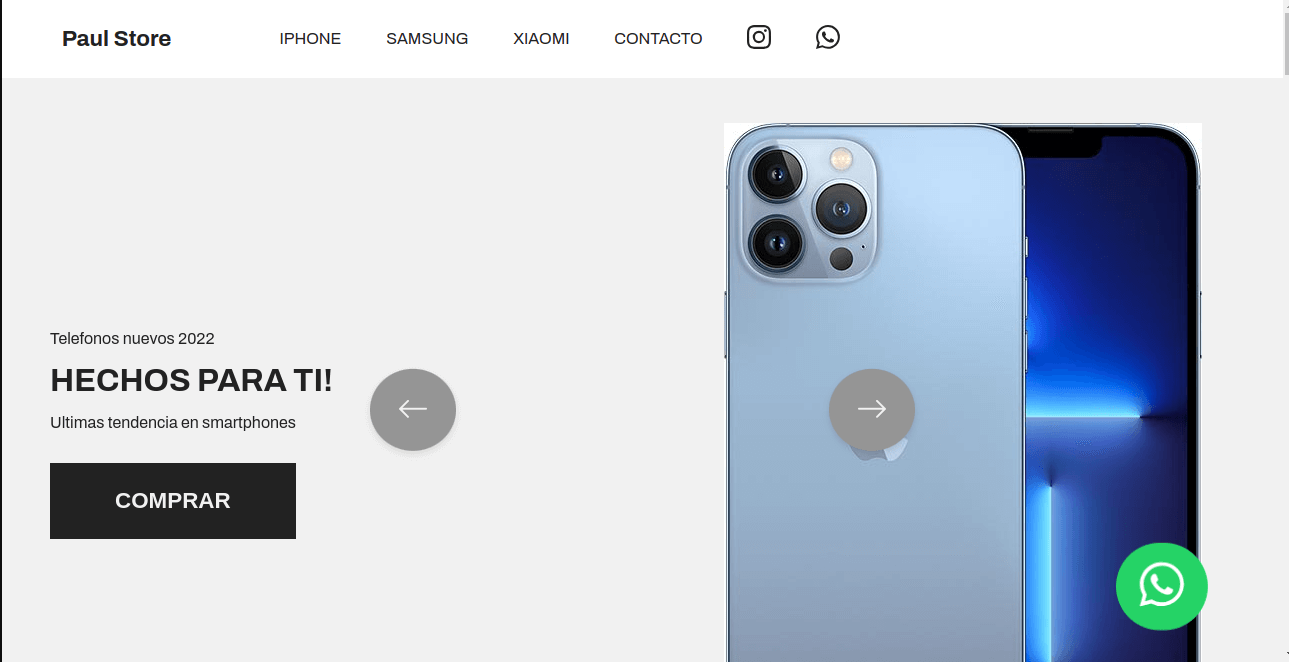 Paul Store
IPHONE
SAMSUNG
XIAOMI
CONTACTO
Telefonos nuevos 2022
HECHOS PARA TI!
Ultimas tendencia en smartphones
COMPRAR